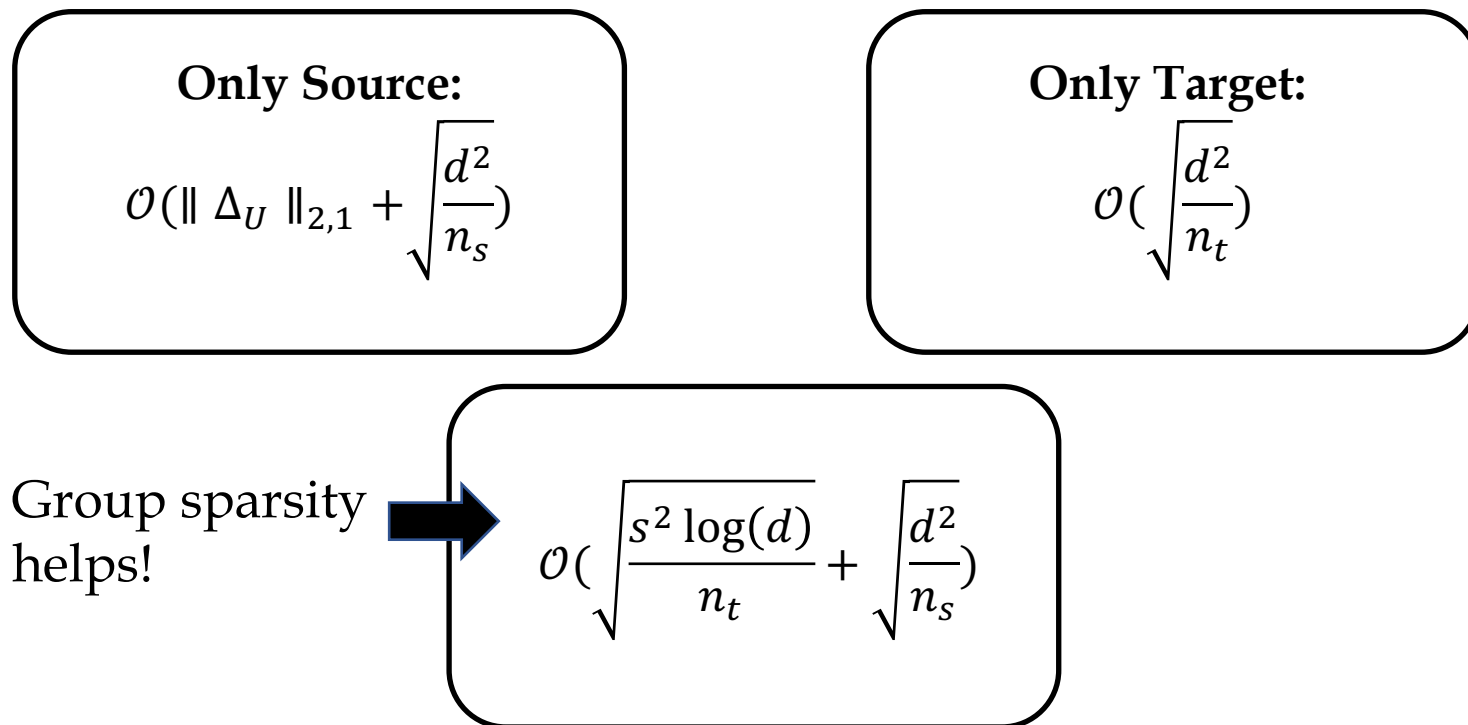 Only Source:
𝒪(‖ Δ_U ‖_{2,1} + √(d²/n_s))
Only Target:
𝒪(√(d²/n_t))
Group sparsity
helps!
𝒪(√(s² log(d)/n_t) + √(d²/n_s))